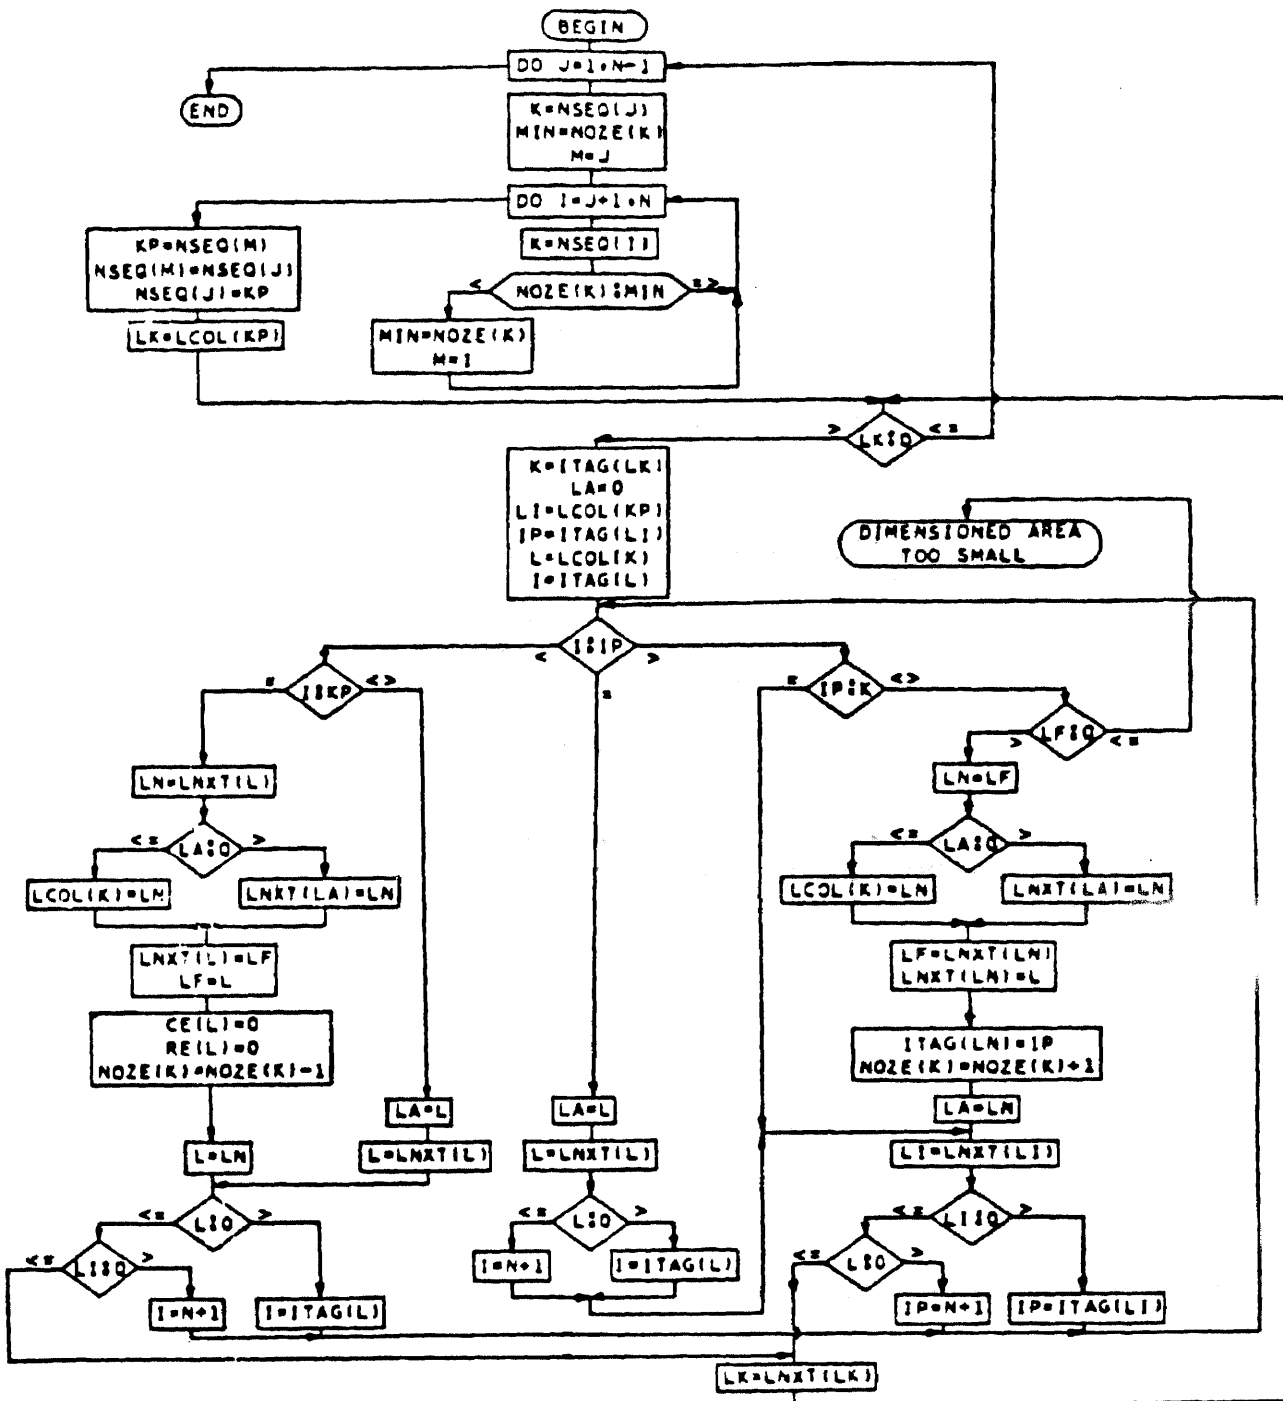 BEGIN
DO J=1,N-1
END
K=NSEQ(J)
MIN=NOZE(K)
M=J
DO I=J+1,N
KP=NSEQ(M)
NSEQ(M)=NSEQ(J)
NSEQ(J)=KP
K=NSEQ(I)
< NOZE(K):MIN =>
LK=LCOL(KP)
MIN=NOZE(K)
M=I
> LK:0 <=
K=ITAG(LK)
LA=0
LI=LCOL(KP)
IP=ITAG(LI)
L=LCOL(K)
I=ITAG(L)
DIMENSIONED AREA
TOO SMALL
< I:IP >
=
= I:KP <>
= IP:K <>
> LF:0 <=
LN=LNXT(L)
LN=LF
<= LA:0 >
<= LA:0 >
LCOL(K)=LN
LNXT(LA)=LN
LCOL(K)=LN
LNXT(LA)=LN
LNXT(L)=LF
LF=L
LF=LNXT(LN)
LNXT(LN)=L
CE(L)=0
RE(L)=0
NOZE(K)=NOZE(K)-1
ITAG(LN)=IP
NOZE(K)=NOZE(K)+1
LA=L
LA=L
LA=LN
L=LN
L=LNXT(L)
L=LNXT(L)
LI=LNXT(LI)
<= L:0 >
<= L:0 >
<= LI:0 >
<= LI:0 >
I=N+1
I=ITAG(L)
<= L:0 >
I=N+1
I=ITAG(L)
IP=N+1
IP=ITAG(LI)
LK=LNXT(LK)